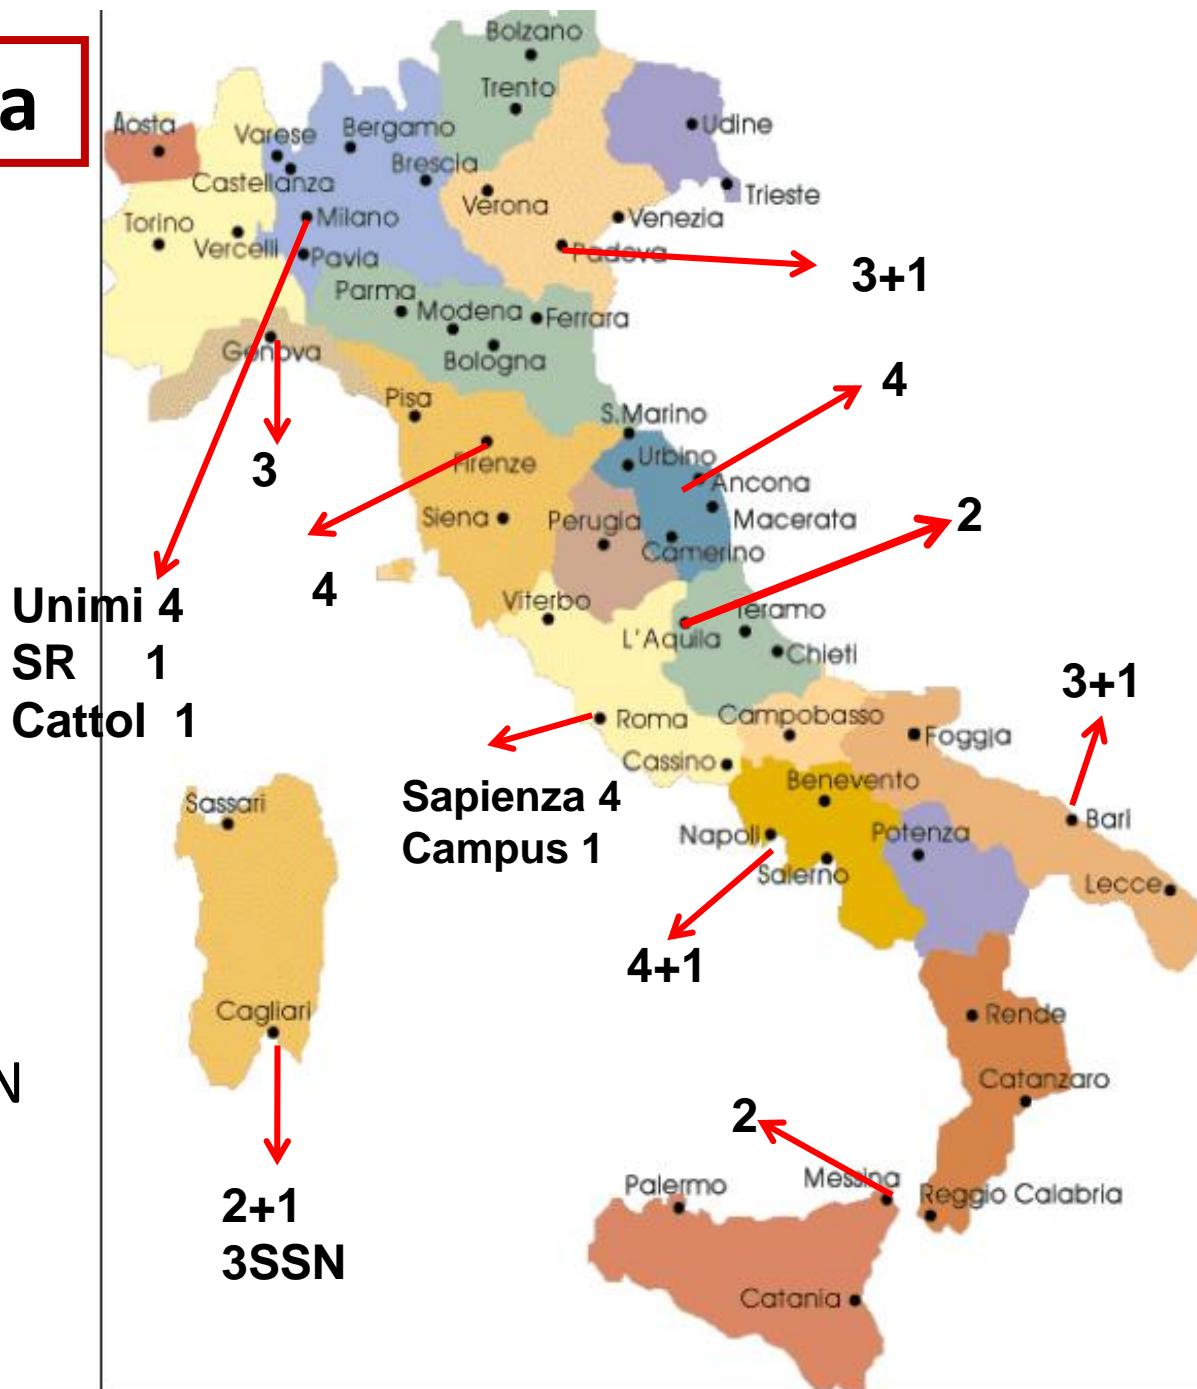 a
Bolzano
Trento
Aosta
Varese
Bergamo
Udine
Brescia
Castellanza
Verona
Trieste
Torino
Milano
Venezia
Vercelli
Pavia
Padova
3+1
Parma
Modena
Ferrara
Genova
Bologna
4
Pisa
S.Marino
3
Firenze
Urbino
Ancona
Siena
Perugia
Macerata
2
Camerino
4
Unimi 4
SR 1
Cattol 1
Viterbo
Teramo
L'Aquila
Chieti
3+1
Roma
Campobasso
Foggia
Cassino
Sapienza 4
Campus 1
Benevento
Sassari
Napoli
Potenza
Bari
Salerno
Lecce
4+1
Cagliari
Rende
N
Catanzaro
2
2+1
3SSN
Palermo
Messina
Reggio Calabria
Catania